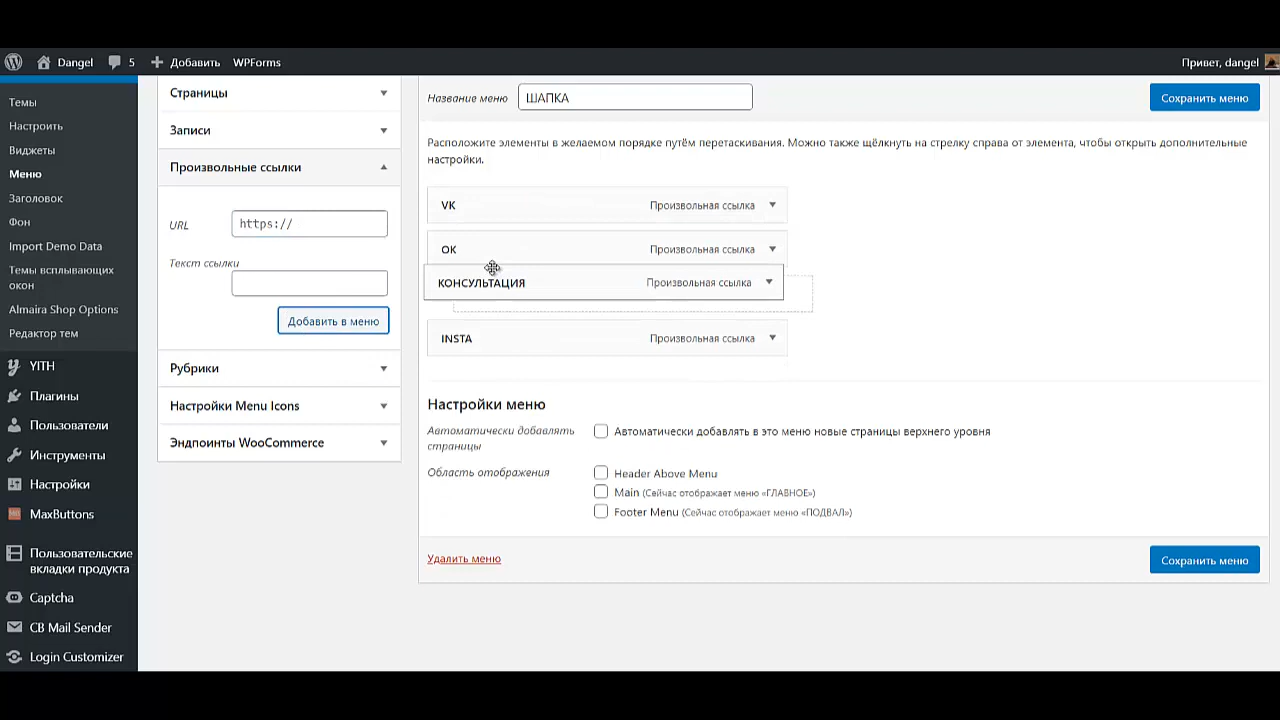 Dangel
5
Добавить
WPForms
Привет, dangel
Темы
Настроить
Виджеты
Меню
Заголовок
Фон
Import Demo Data
Темы всплывающих
окон
Almaira Shop Options
Редактор тем
YITH
Плагины
Пользователи
Инструменты
Настройки
MaxButtons
Пользовательские
вкладки продукта
Captcha
CB Mail Sender
Login Customizer
Страницы
Записи
Произвольные ссылки
URL
https://
Текст ссылки
Добавить в меню
Рубрики
Настройки Menu Icons
Эндпоинты WooCommerce
Название меню
ШАПКА
Сохранить меню
Расположите элементы в желаемом порядке путём перетаскивания. Можно также щёлкнуть на стрелку справа от элемента, чтобы открыть дополнительные
настройки.
VK Произвольная ссылка
OK Произвольная ссылка
КОНСУЛЬТАЦИЯ Произвольная ссылка
INSTA Произвольная ссылка
Настройки меню
Автоматически добавлять
страницы
Автоматически добавлять в это меню новые страницы верхнего уровня
Область отображения
Header Above Menu
Main (Сейчас отображает меню «ГЛАВНОЕ»)
Footer Menu (Сейчас отображает меню «ПОДВАЛ»)
Удалить меню
Сохранить меню